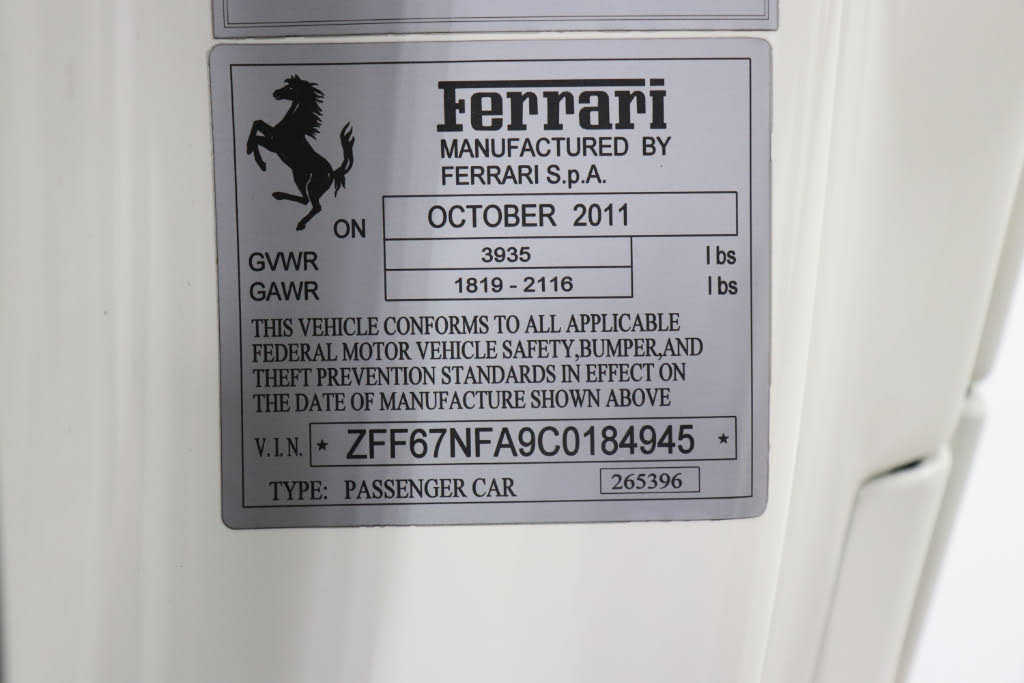 Ferrari
MANUFACTURED BY
FERRARI S.p.A.
ON OCTOBER 2011
GVWR 3935 lbs
GAWR 1819 - 2116 lbs
THIS VEHICLE CONFORMS TO ALL APPLICABLE
FEDERAL MOTOR VEHICLE SAFETY,BUMPER,AND
THEFT PREVENTION STANDARDS IN EFFECT ON
THE DATE OF MANUFACTURE SHOWN ABOVE
V.I.N. * ZFF67NFA9C0184945 *
TYPE: PASSENGER CAR 265396